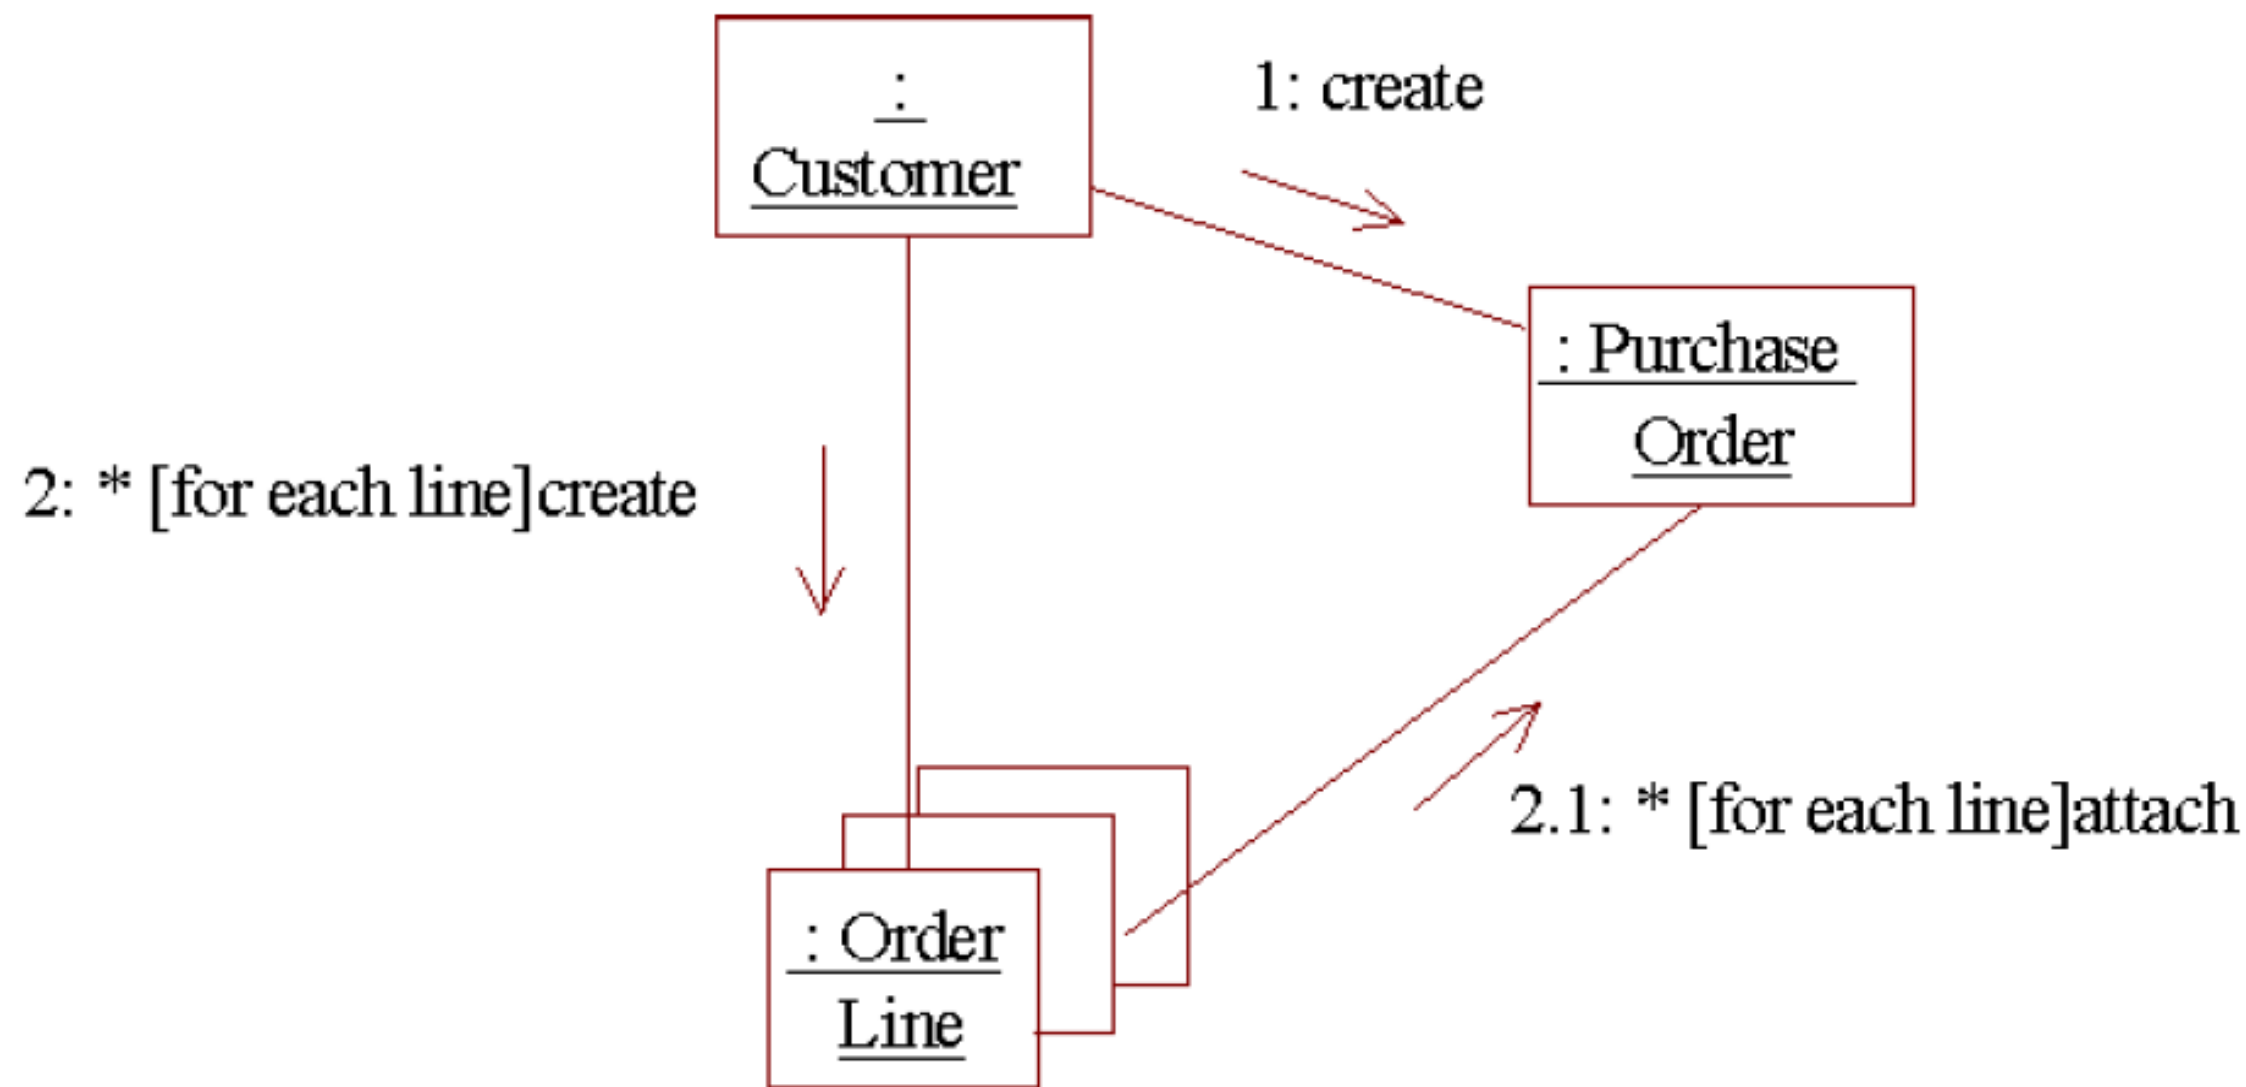 :
Customer
1: create
: Purchase
Order
2: * [for each line]create
2.1: * [for each line]attach
: Order
Line